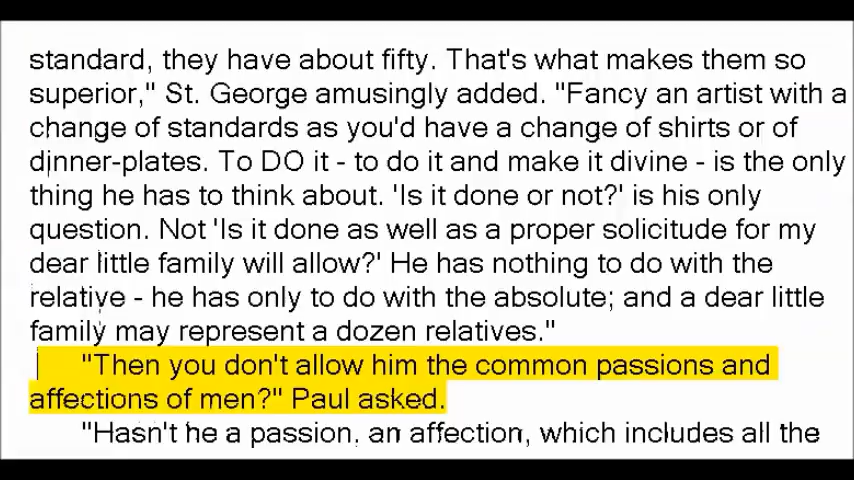 standard, they have about fifty. That's what makes them so
superior," St. George amusingly added. "Fancy an artist with a
change of standards as you'd have a change of shirts or of
dinner-plates. To DO it - to do it and make it divine - is the only
thing he has to think about. 'Is it done or not?' is his only
question. Not 'Is it done as well as a proper solicitude for my
dear little family will allow?' He has nothing to do with the
relative - he has only to do with the absolute; and a dear little
family may represent a dozen relatives."
"Then you don't allow him the common passions and
affections of men?" Paul asked.
"Hasn't he a passion, an affection, which includes all the